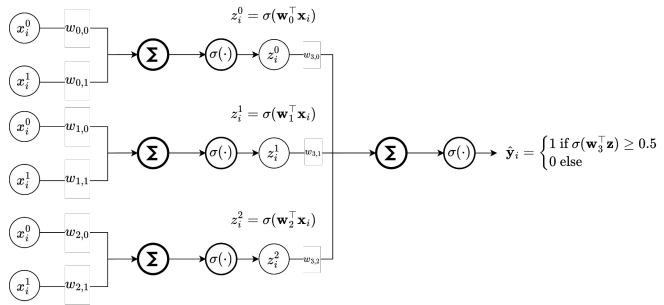 x_i^0 w_{0,0} z_i^0 = σ(w_0^⊤ x_i)
Σ σ(·) z_i^0 w_{3,0}
x_i^1 w_{0,1}
x_i^0 w_{1,0} z_i^1 = σ(w_1^⊤ x_i)
Σ σ(·) z_i^1 w_{3,1} Σ σ(·) ŷ_i = { 1 if σ(w_3^⊤ z) ≥ 0.5
0 else
x_i^1 w_{1,1}
x_i^0 w_{2,0} z_i^2 = σ(w_2^⊤ x_i)
Σ σ(·) z_i^2 w_{3,2}
x_i^1 w_{2,1}